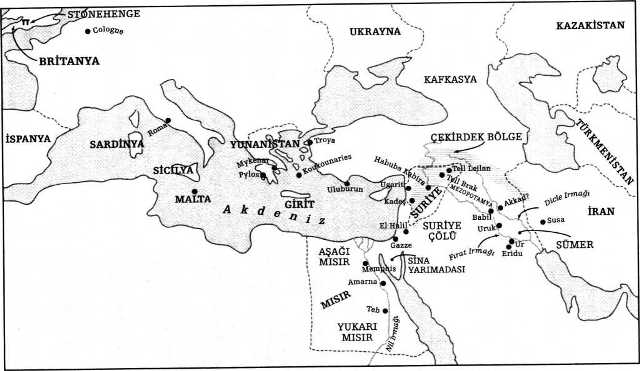 STONEHENGE
Cologne
BRİTANYA
UKRAYNA
KAZAKİSTAN
KAFKASYA
İSPANYA
SARDİNYA
Roma
YUNANİSTAN
Troya
ÇEKİRDEK BÖLGE
TÜRKMENİSTAN
SİCİLYA
Mykenai
Pylos
Koukounaries
Uluburun
Habuba Kabira
Tell Leilan
Tell Brak
MEZOPOTAMYA
MALTA
GİRİT
Akdeniz
Ugarit
Kadeş
SURİYE
Akkad?
Dicle Irmağı
İRAN
Babil
Susa
El Halil
SURİYE
ÇÖLÜ
Uruk
Ur
Eridu
SÜMER
Gazze
Fırat Irmağı
AŞAĞI
MISIR
Memphis
SİNA
YARIMADASI
Amarna
MISIR
Teb
YUKARI
MISIR
Nil Irmağı